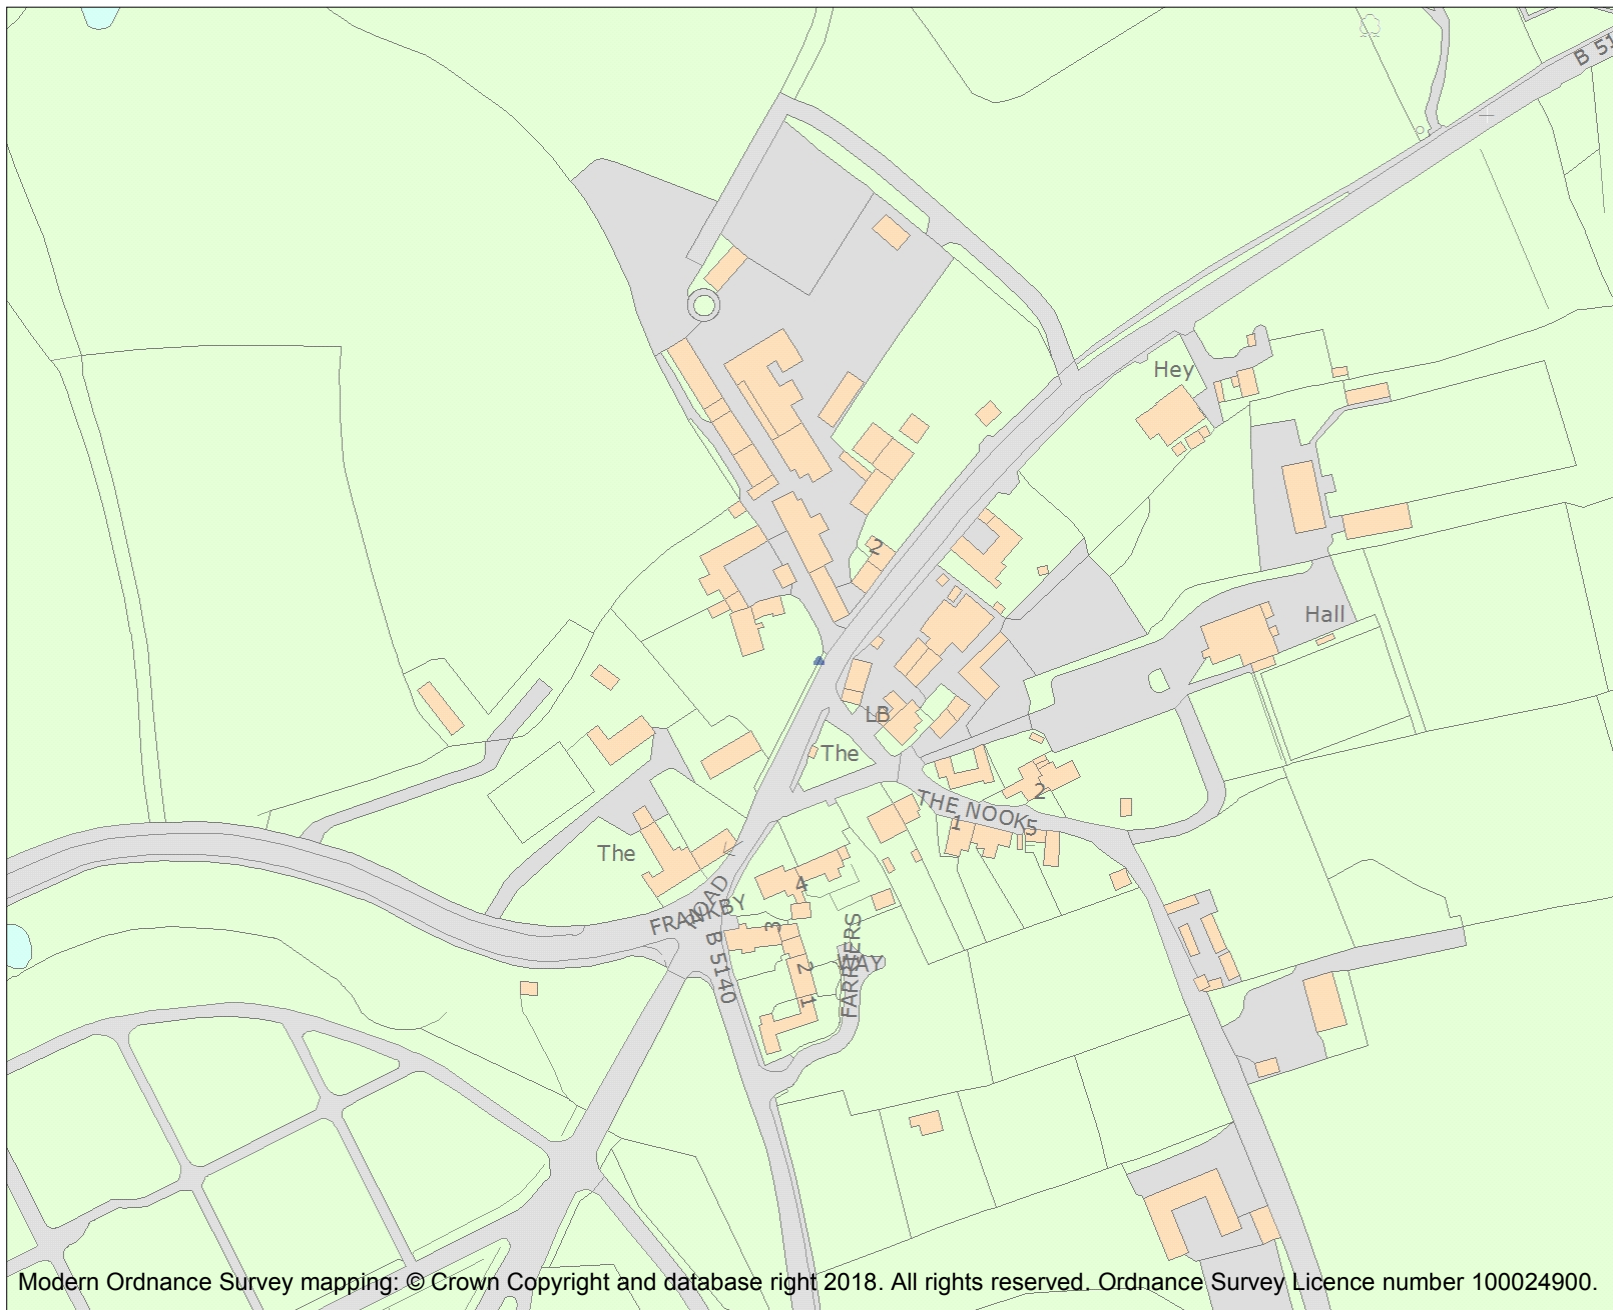 B 51
Hey
2
Hall
LB
The
THE NOOK
2
1
5
The
4
FRANKBY
ROAD
3
B 5140
2
FARRIERS
WAY
1
Modern Ordnance Survey mapping: © Crown Copyright and database right 2018. All rights reserved. Ordnance Survey Licence number 100024900.